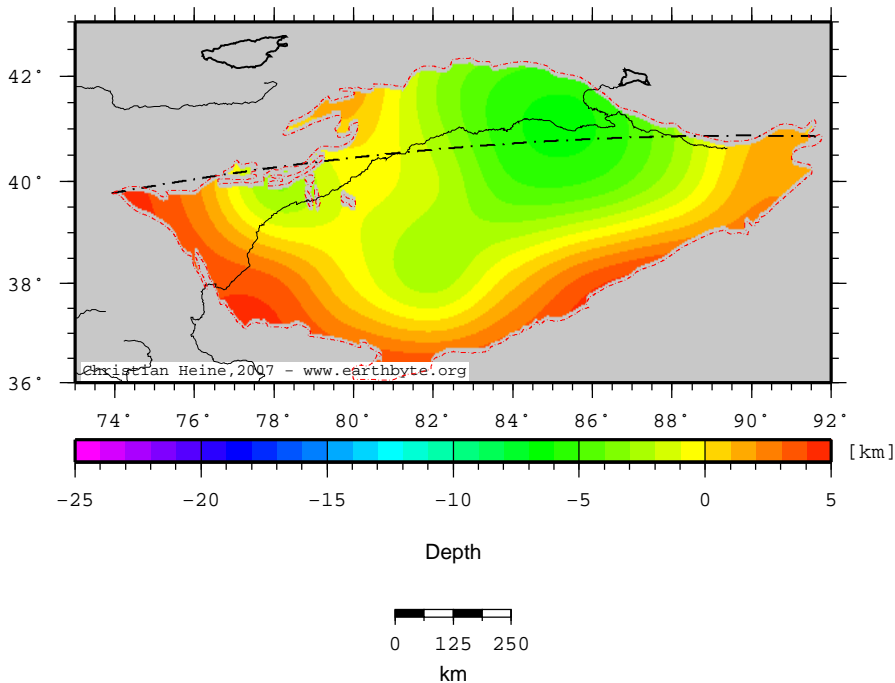 42°
40°
38°
36°
Christian Heine,2007 - www.earthbyte.org
74° 76° 78° 80° 82° 84° 86° 88° 90° 92°
[km]
−25 −20 −15 −10 −5 0 5
Depth
0 125 250
km